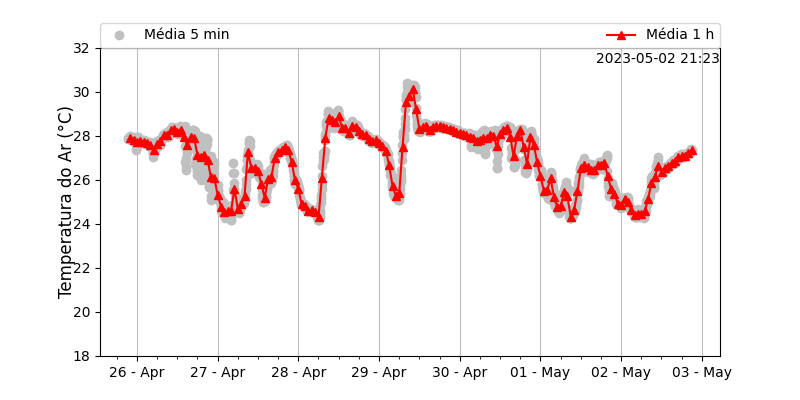 Média 5 min
Média 1 h
2023-05-02 21:23
Temperatura do Ar (°C)
32
30
28
26
24
22
20
18
26 - Apr
27 - Apr
28 - Apr
29 - Apr
30 - Apr
01 - May
02 - May
03 - May